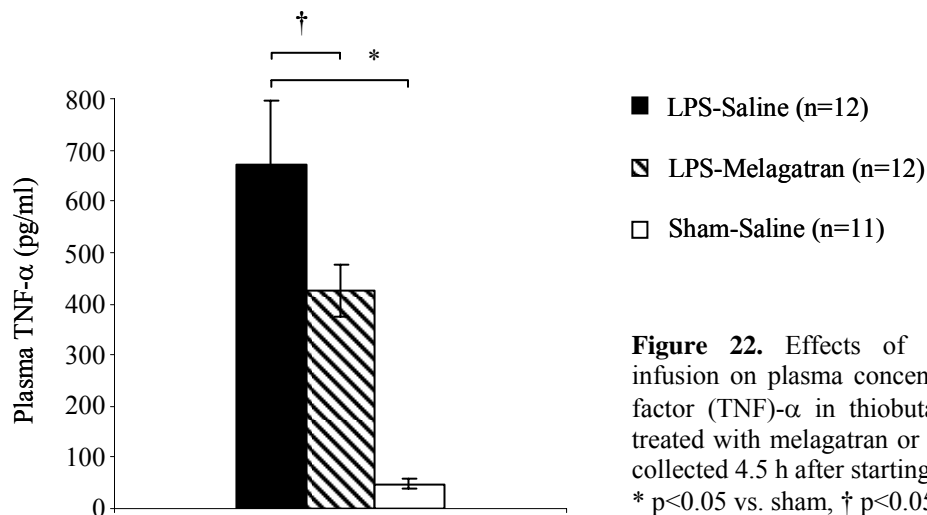 †
*
800
700
600
500
400
300
200
100
0
Plasma TNF-α (pg/ml)
LPS-Saline (n=12)
LPS-Melagatran (n=12)
Sham-Saline (n=11)
Figure 22. Effects of
infusion on plasma concen
factor (TNF)-α in thiobuta
treated with melagatran or
collected 4.5 h after starting
* p<0.05 vs. sham, † p<0.05